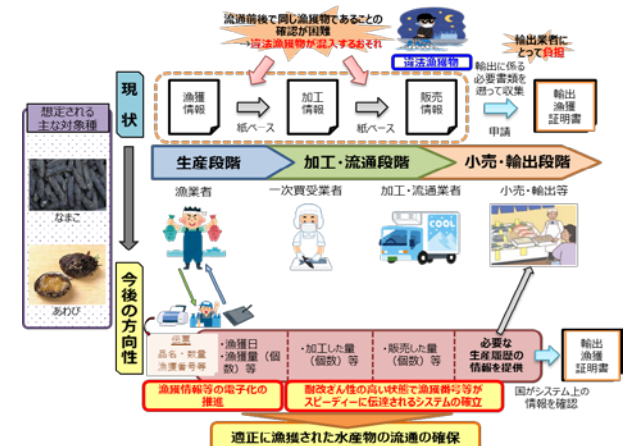 流通前後で同じ漁獲物であることの
確認が困難
→違法漁獲物が混入するおそれ
違法漁獲物
輸出業者に
とって負担
現状
漁獲
情報
紙ベース
加工
情報
紙ベース
販売
情報
輸出に係る
必要書類を
遡って収集
申請
輸出
漁獲
証明書
想定される
主な対象種
なまこ
あわび
生産段階
加工・流通段階
小売・輸出段階
漁業者
一次買受業者
加工・流通業者
小売・輸出等
COOL
今後の方向性
伝票
品名・数量
漁獲番号等
・漁獲日
・漁獲量(個
数)等
・加工した量
(個数)等
・販売した量
(個数)等
必要な
生産履歴の
情報を提供
輸出
漁獲
証明書
国がシステム上の
情報を確認
漁獲情報等の電子化の
推進
耐改ざん性の高い状態で漁獲番号等が
スピーディーに伝達されるシステムの確立
適正に漁獲された水産物の流通の確保